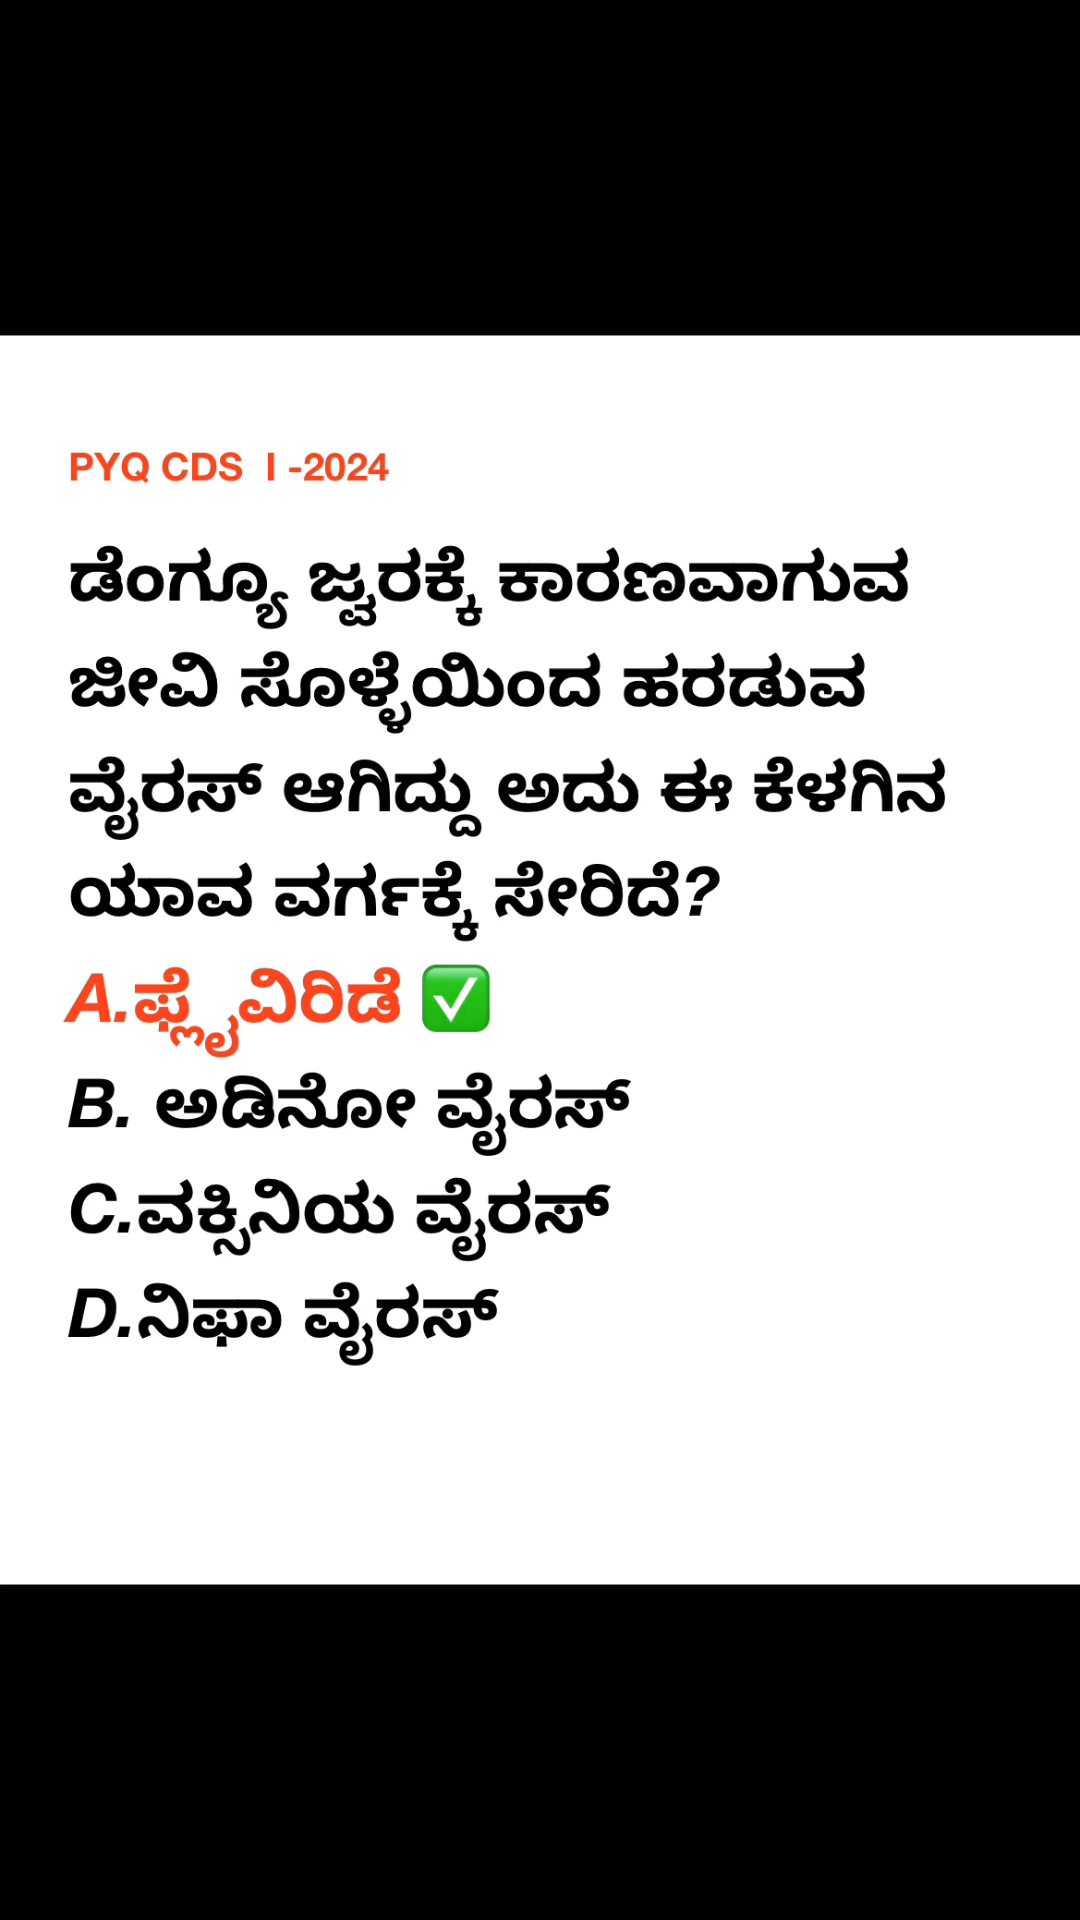 PYQ CDS I -2024
ಡೆಂಗ್ಯೂ ಜ್ವರಕ್ಕೆ ಕಾರಣವಾಗುವ
ಜೀವಿ ಸೊಳ್ಳೆಯಿಂದ ಹರಡುವ
ವೈರಸ್ ಆಗಿದ್ದು ಅದು ಈ ಕೆಳಗಿನ
ಯಾವ ವರ್ಗಕ್ಕೆ ಸೇರಿದೆ?
A.ಫ್ಲೈವಿರಿಡೆ ✅
B. ಅಡಿನೋ ವೈರಸ್
C.ವಕ್ಸಿನಿಯ ವೈರಸ್
D.ನಿಫಾ ವೈರಸ್